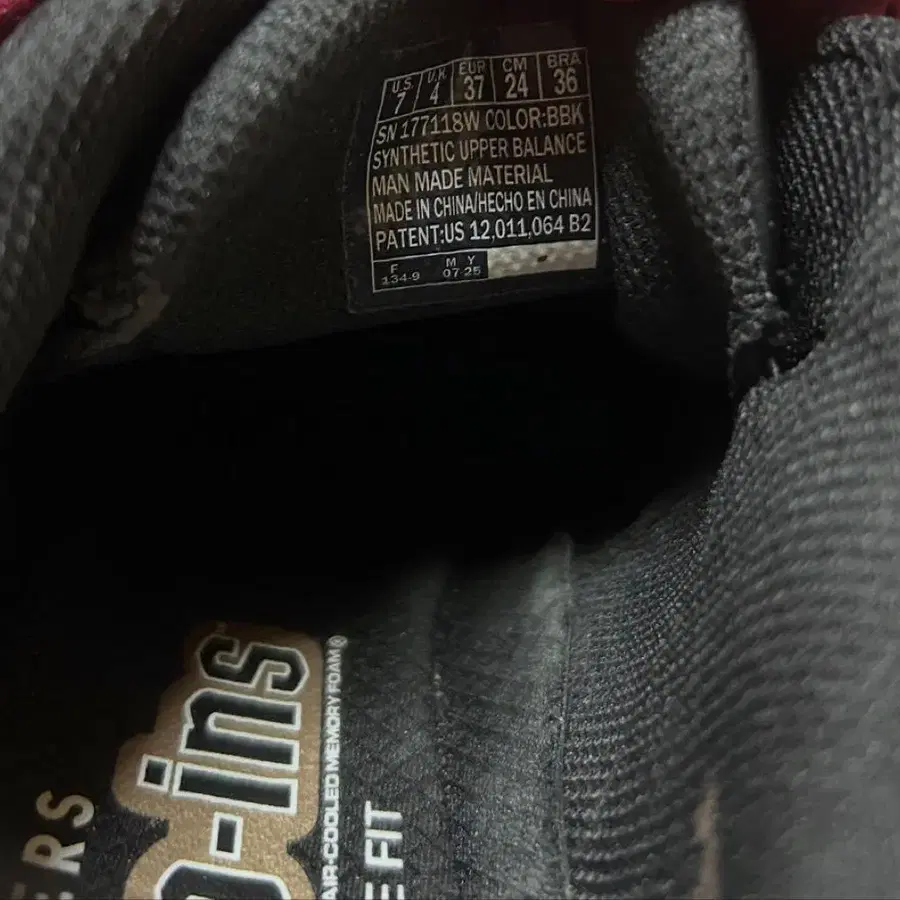 U.S. U.K EUR CM BRA
7 4 37 24 36
SN 177118W COLOR:BBK
SYNTHETIC UPPER BALANCE
MAN MADE MATERIAL
MADE IN CHINA/HECHO EN CHINA
PATENT:US 12,011,064 B2
F M Y
134-9 07-25
ERS
-ins
AIR-COOLED MEMORY FOAM®
E FIT